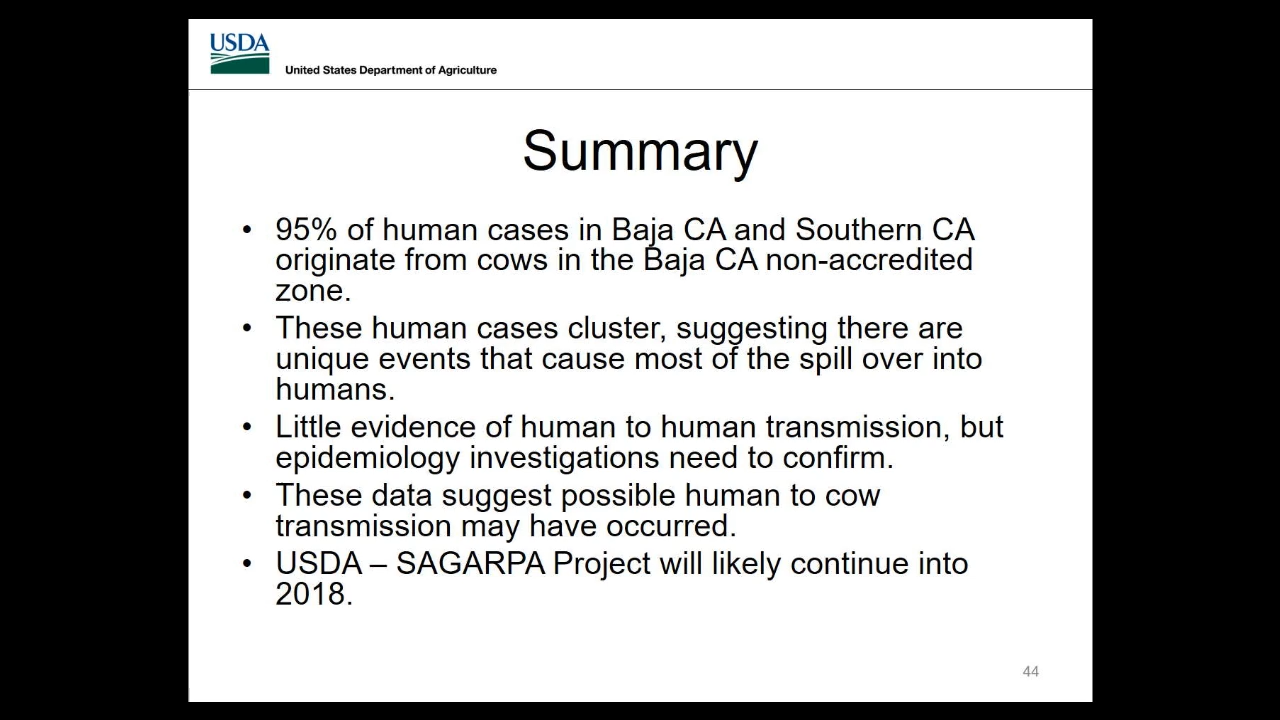 USDA
United States Department of Agriculture
Summary
• 95% of human cases in Baja CA and Southern CA
originate from cows in the Baja CA non-accredited
zone.
• These human cases cluster, suggesting there are
unique events that cause most of the spill over into
humans.
• Little evidence of human to human transmission, but
epidemiology investigations need to confirm.
• These data suggest possible human to cow
transmission may have occurred.
• USDA – SAGARPA Project will likely continue into
2018.
44